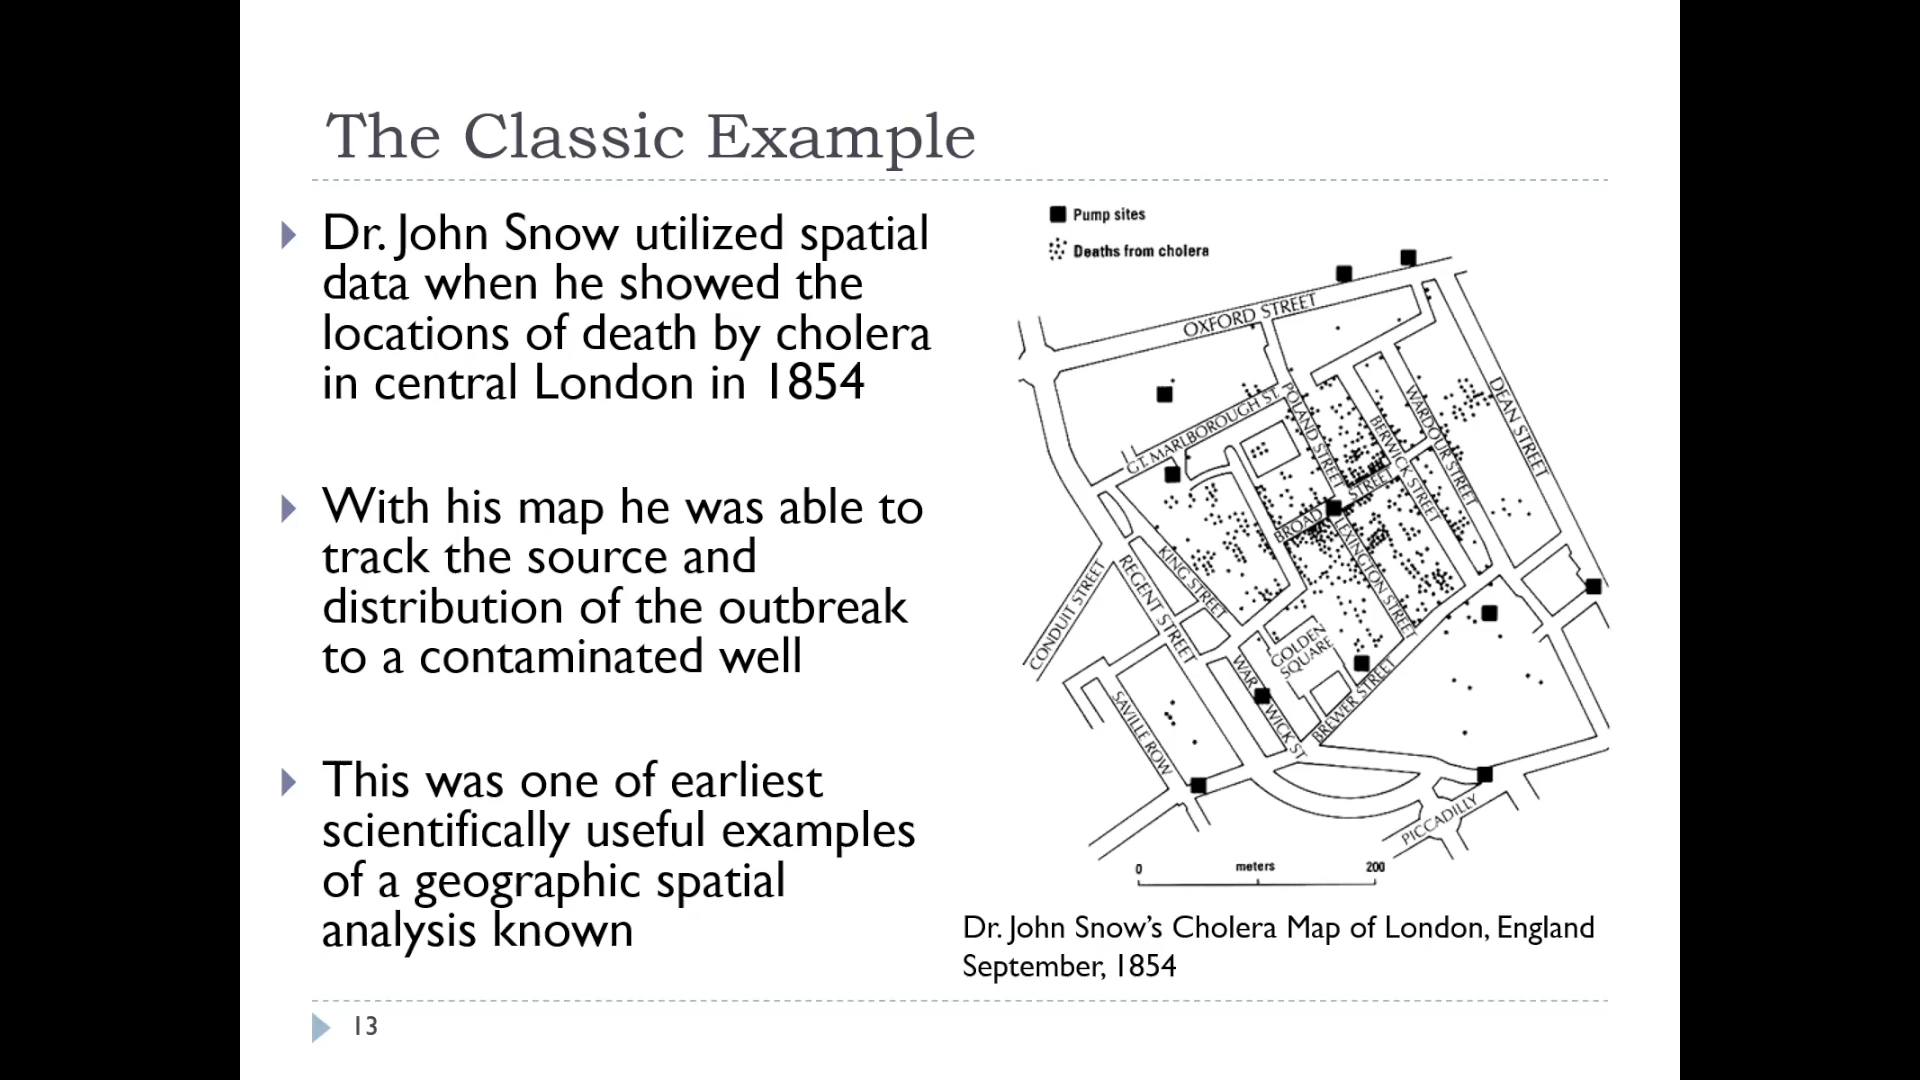 The Classic Example
Dr. John Snow utilized spatial
data when he showed the
locations of death by cholera
in central London in 1854
With his map he was able to
track the source and
distribution of the outbreak
to a contaminated well
This was one of earliest
scientifically useful examples
of a geographic spatial
analysis known
Pump sites
Deaths from cholera
OXFORD STREET
GT. MARLBOROUGH ST.
POLAND STREET
BERWICK STREET
WARDOUR STREET
DEAN STREET
BROAD STREET
LEXINGTON STREET
KING STREET
REGENT STREET
CONDUIT STREET
GOLDEN
SQUARE
WARWICK ST.
BREWER STREET
SAVILLE ROW
PICCADILLY
0 meters 200
Dr. John Snow’s Cholera Map of London, England
September, 1854
13